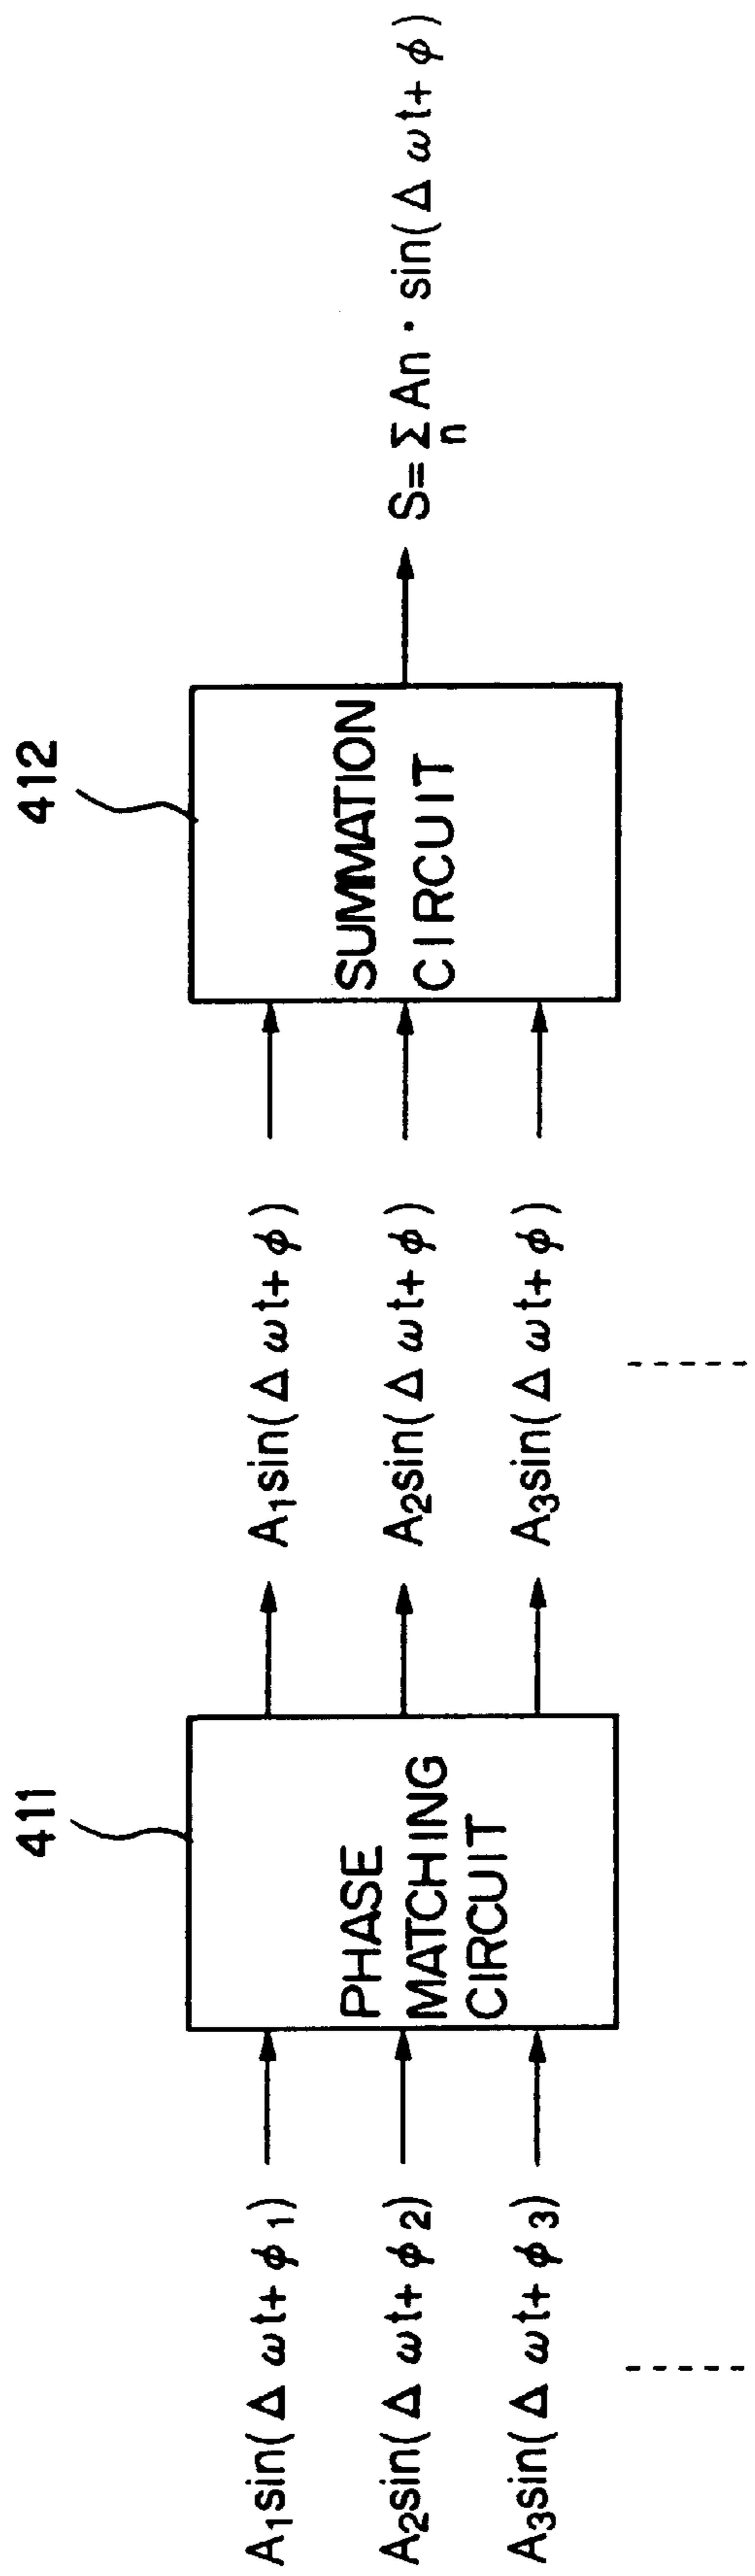 A₁sin(Δωt+φ₁)
A₂sin(Δωt+φ₂)
A₃sin(Δωt+φ₃)
411
PHASE
MATCHING
CIRCUIT
A₁sin(Δωt+φ)
A₂sin(Δωt+φ)
A₃sin(Δωt+φ)
412
SUMMATION
CIRCUIT
S=Σ An・sin(Δωt+φ)
n